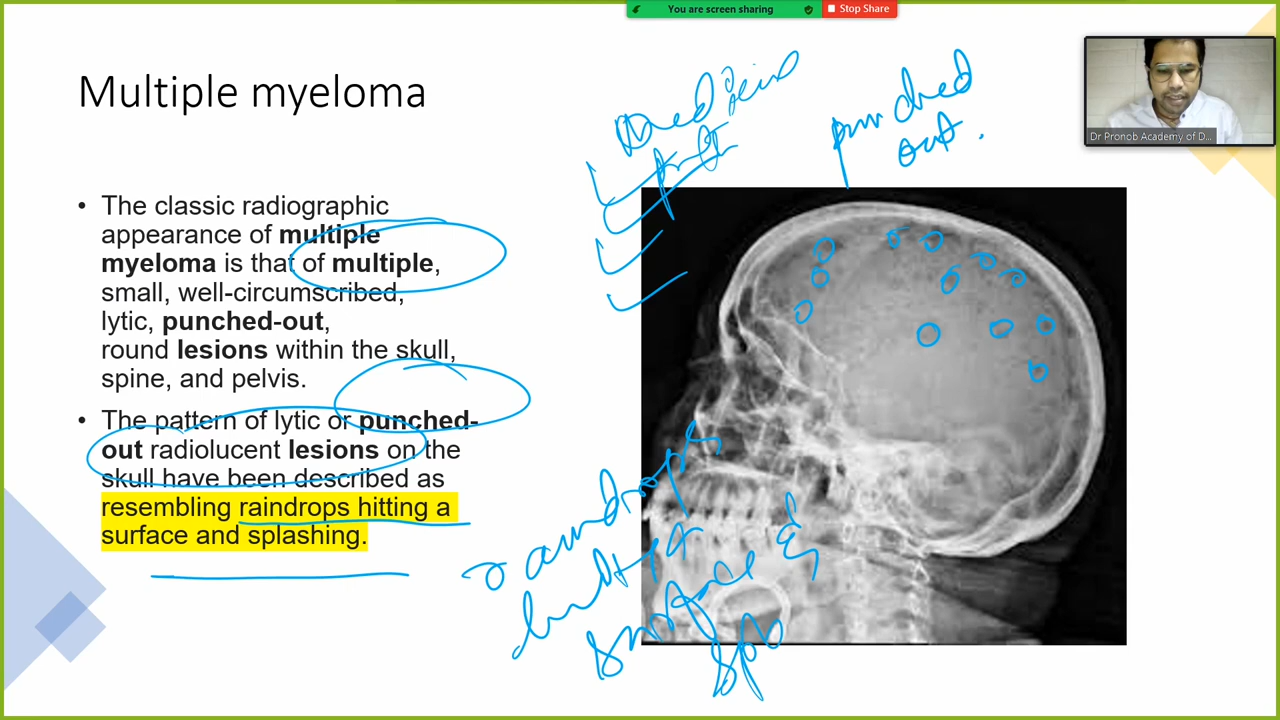 You are screen sharing
Stop Share
Multiple myeloma
Dr Pronob Academy of D...
punched
out.
• The classic radiographic
appearance of multiple
myeloma is that of multiple,
small, well-circumscribed,
lytic, punched-out,
round lesions within the skull,
spine, and pelvis.
• The pattern of lytic or punched-
out radiolucent lesions on the
skull have been described as
resembling raindrops hitting a
surface and splashing.
raindrops
surface &